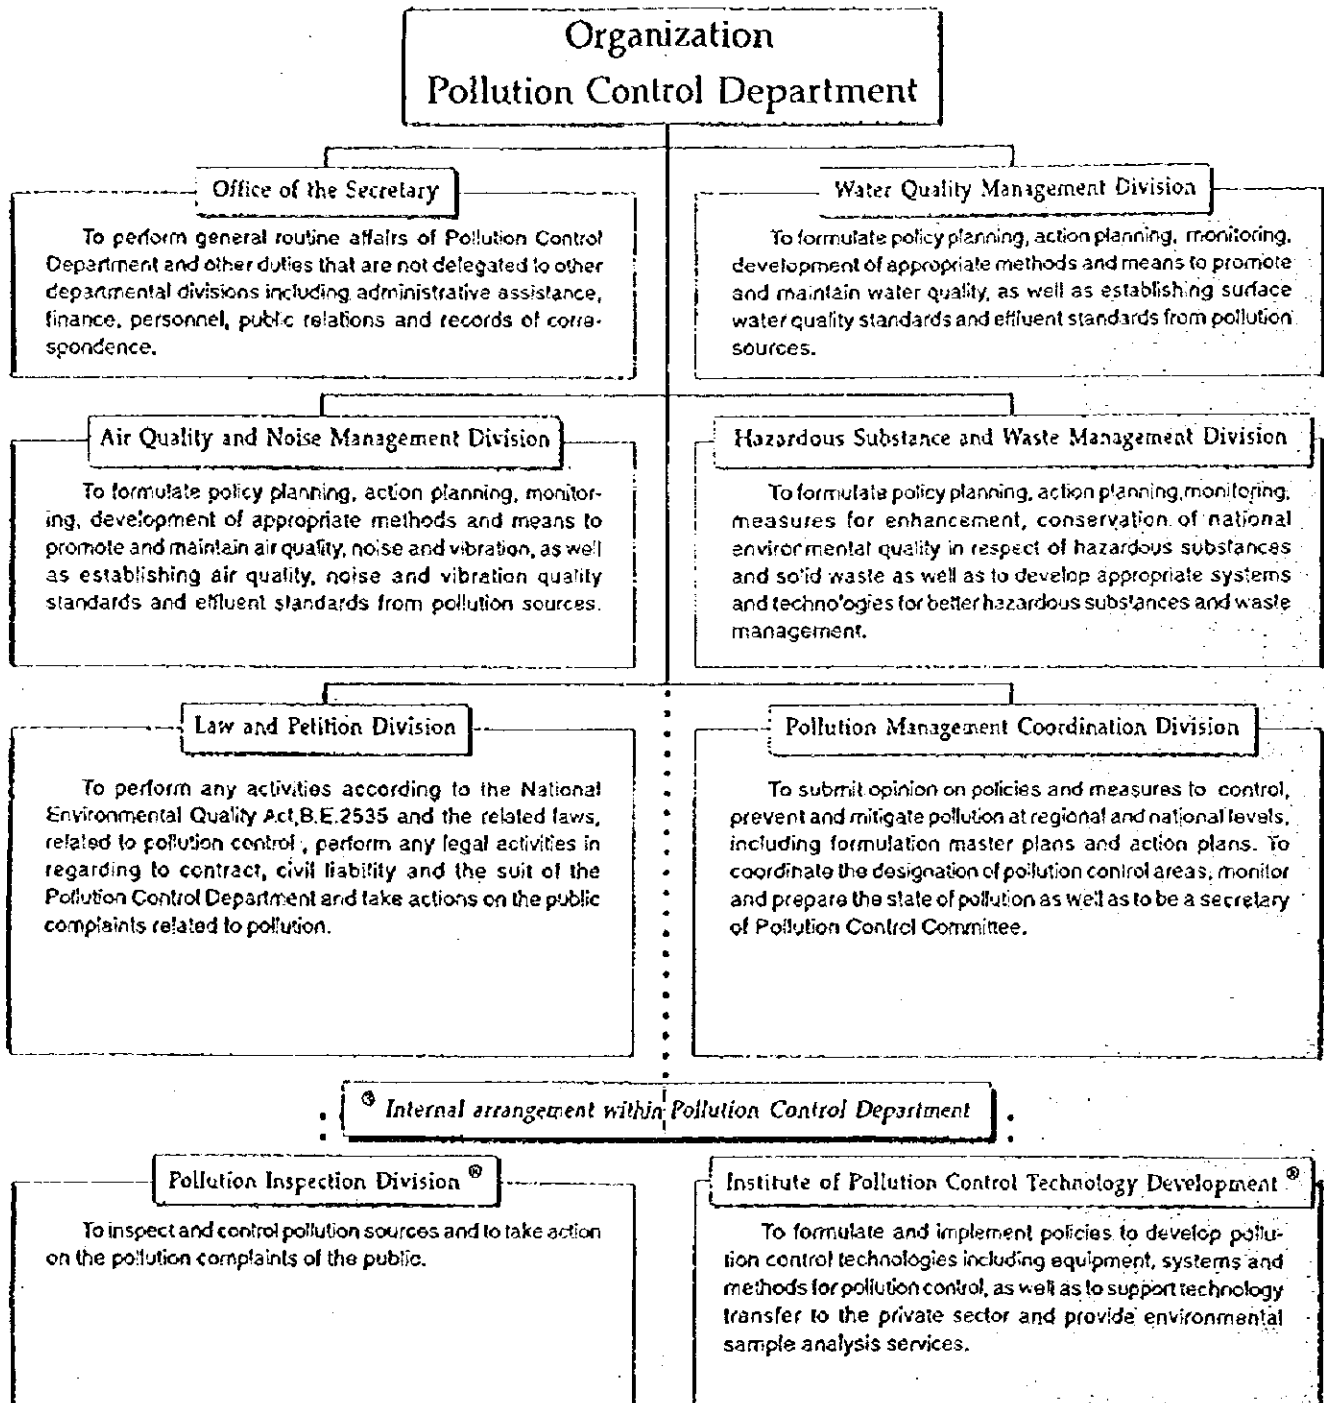 Organization
Pollution Control Department
Office of the Secretary
To perform general routine affairs of Pollution Control
Department and other duties that are not delegated to other
departmental divisions including administrative assistance,
finance, personnel, public relations and records of corre-
spondence.
Water Quality Management Division
To formulate policy planning, action planning, monitoring,
development of appropriate methods and means to promote
and maintain water quality, as well as establishing surface
water quality standards and effluent standards from pollution
sources.
Air Quality and Noise Management Division
To formulate policy planning, action planning, monitor-
ing, development of appropriate methods and means to
promote and maintain air quality, noise and vibration, as well
as establishing air quality, noise and vibration quality
standards and effluent standards from pollution sources.
Hazardous Substance and Waste Management Division
To formulate policy planning, action planning, monitoring,
measures for enhancement, conservation of national
environmental quality in respect of hazardous substances
and solid waste as well as to develop appropriate systems
and technologies for better hazardous substances and waste
management.
Law and Petition Division
To perform any activities according to the National
Environmental Quality Act,B.E.2535 and the related laws,
related to pollution control , perform any legal activities in
regarding to contract, civil liability and the suit of the
Pollution Control Department and take actions on the public
complaints related to pollution.
Pollution Management Coordination Division
To submit opinion on policies and measures to control,
prevent and mitigate pollution at regional and national levels,
including formulation master plans and action plans. To
coordinate the designation of pollution control areas, monitor
and prepare the state of pollution as well as to be a secretary
of Pollution Control Committee.
® Internal arrangement within Pollution Control Department
Pollution Inspection Division ®
To inspect and control pollution sources and to take action
on the pollution complaints of the public.
Institute of Pollution Control Technology Development ®
To formulate and implement policies to develop pollu-
tion control technologies including equipment, systems and
methods for pollution control, as well as to support technology
transfer to the private sector and provide environmental
sample analysis services.